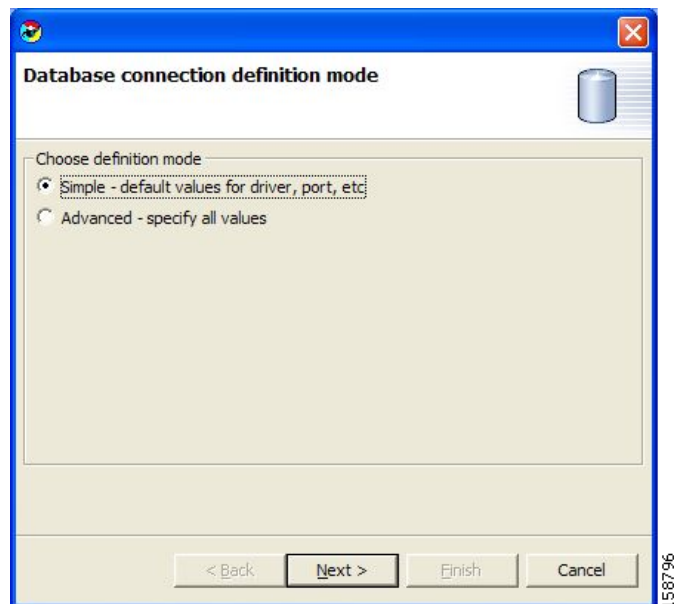 Database connection definition mode
Choose definition mode
Simple - default values for driver, port, etc
Advanced - specify all values
< Back
Next >
Finish
Cancel
158796